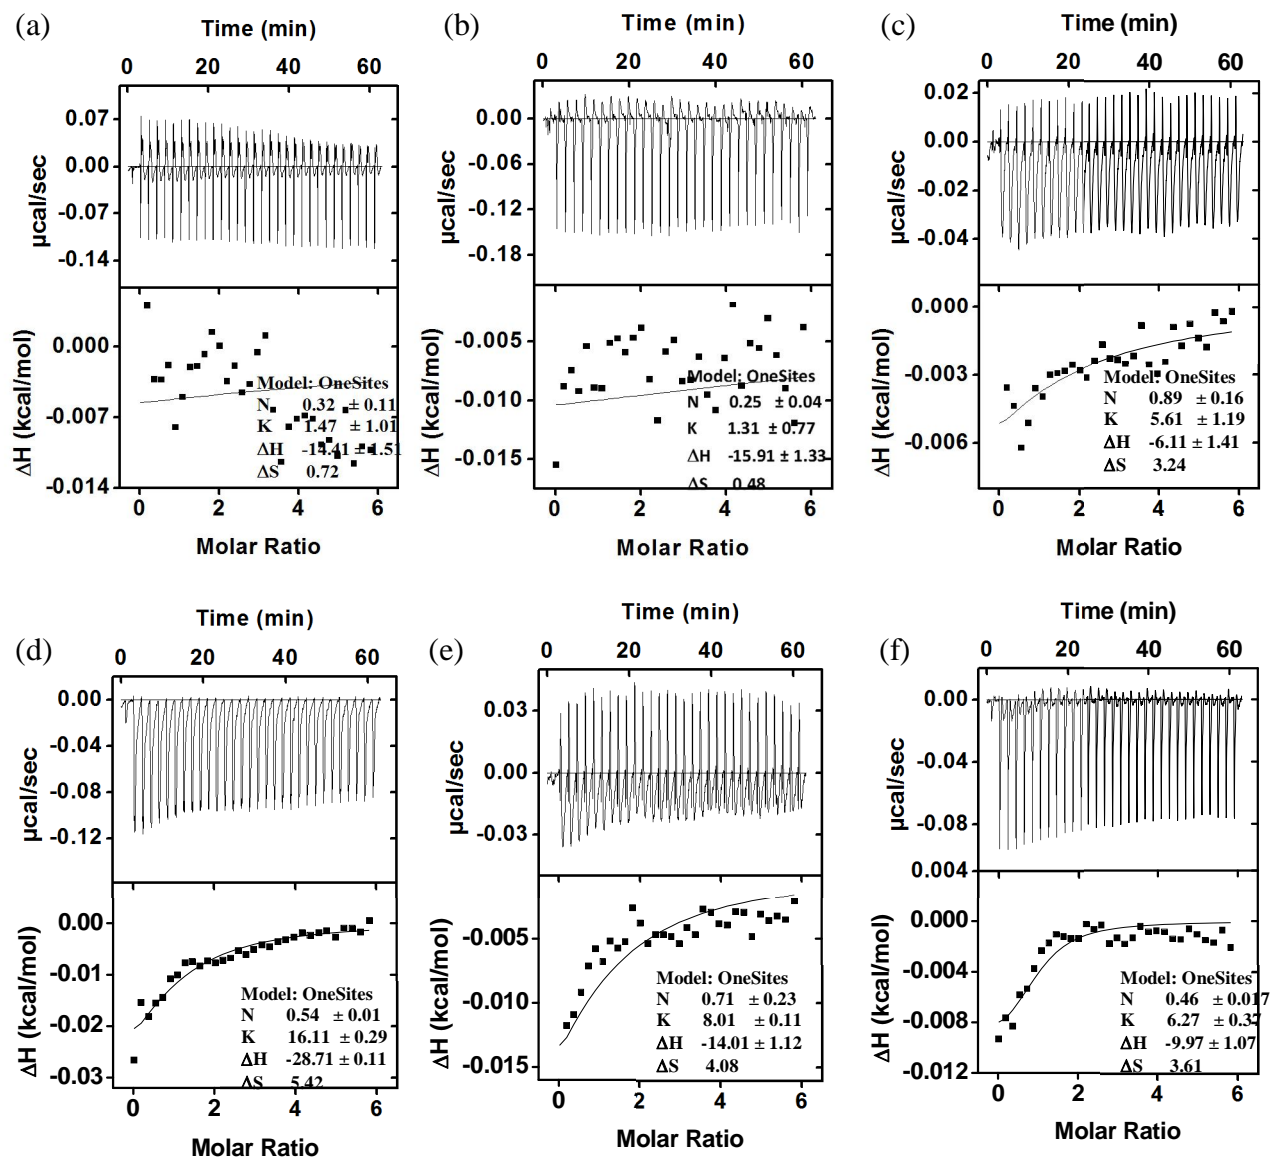 (a)
Time (min)
0 20 40 60
0.07
0.00
-0.07
-0.14
µcal/sec
0.000
-0.007
-0.014
ΔH (kcal/mol)
Model: OneSites
N 0.32 ± 0.11
K 1.47 ± 1.01
ΔH -14.41 ± 1.51
ΔS 0.72
0 2 4 6
Molar Ratio
(b)
Time (min)
0 20 40 60
0.00
-0.06
-0.12
-0.18
µcal/sec
-0.005
-0.010
-0.015
ΔH (kcal/mol)
Model: OneSites
N 0.25 ± 0.04
K 1.31 ± 0.77
ΔH -15.91 ± 1.33
ΔS 0.48
0 2 4 6
Molar Ratio
(c)
Time (min)
0 20 40 60
0.02
0.00
-0.02
-0.04
µcal/sec
0.000
-0.003
-0.006
ΔH (kcal/mol)
Model: OneSites
N 0.89 ± 0.16
K 5.61 ± 1.19
ΔH -6.11 ± 1.41
ΔS 3.24
0 2 4 6
Molar Ratio
(d)
Time (min)
0 20 40 60
0.00
-0.04
-0.08
-0.12
µcal/sec
0.00
-0.01
-0.02
-0.03
ΔH (kcal/mol)
Model: OneSites
N 0.54 ± 0.01
K 16.11 ± 0.29
ΔH -28.71 ± 0.11
ΔS 5.42
0 2 4 6
Molar Ratio
(e)
Time (min)
0 20 40 60
0.03
0.00
-0.03
µcal/sec
-0.005
-0.010
-0.015
ΔH (kcal/mol)
Model: OneSites
N 0.71 ± 0.23
K 8.01 ± 0.11
ΔH -14.01 ± 1.12
ΔS 4.08
0 2 4 6
Molar Ratio
(f)
Time (min)
0 20 40 60
0.00
-0.04
-0.08
µcal/sec
0.004
0.000
-0.004
-0.008
-0.012
ΔH (kcal/mol)
Model: OneSites
N 0.46 ± 0.017
K 6.27 ± 0.37
ΔH -9.97 ± 1.07
ΔS 3.61
0 2 4 6
Molar Ratio